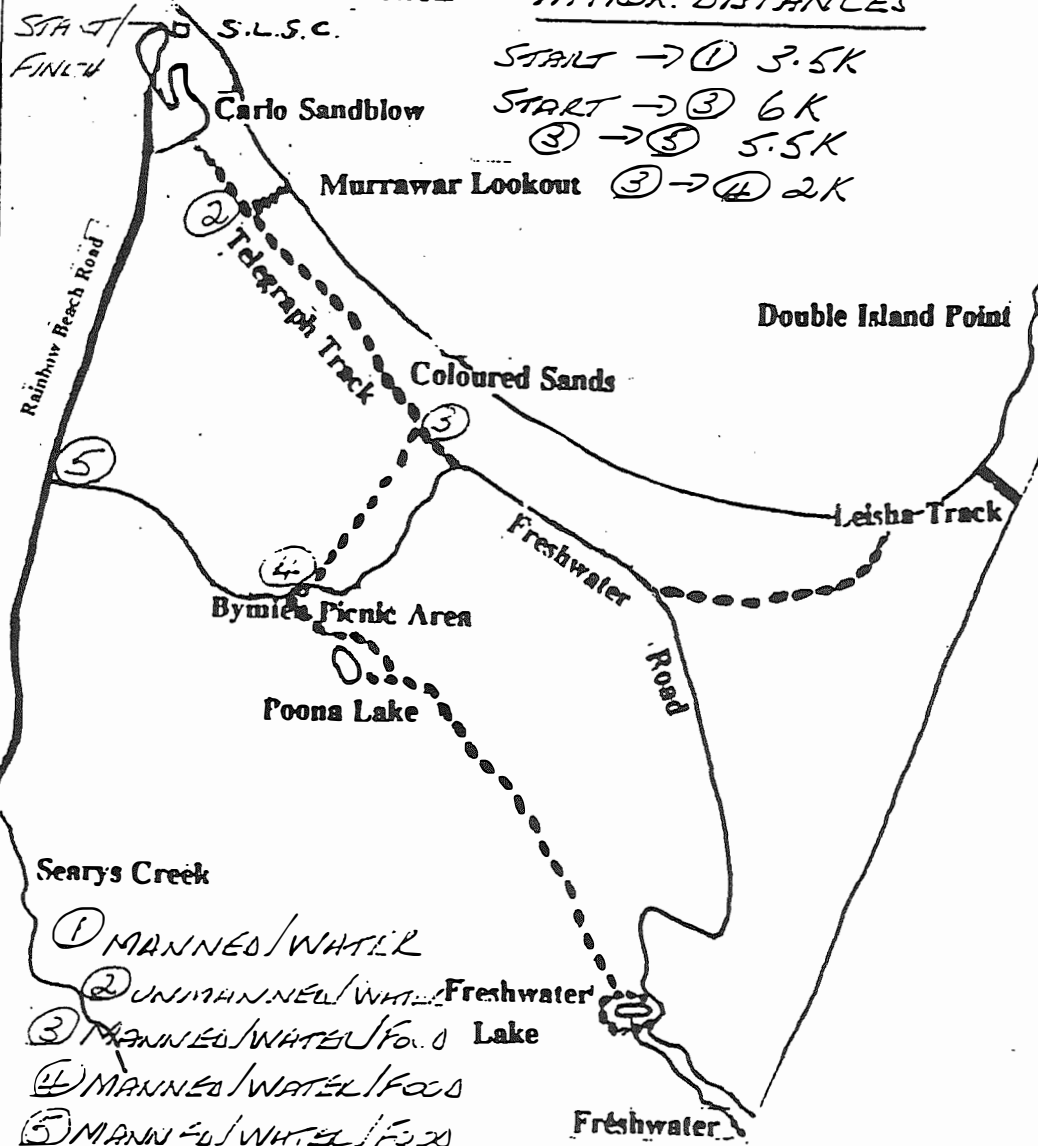 APPROX. DISTANCES
START/
FINISH
S.L.S.C.
START → ① 3.5K
START → ③ 6K
③ → ⑤ 5.5K
③ → ④ 2K
Carlo Sandblow
Murrawar Lookout
②
Telegraph Track
Rainbow Beach Road
Double Island Point
Coloured Sands
③
⑤
Leisha Track
Freshwater
Road
④
Bymien Picnic Area
Poona Lake
Searys Creek
① MANNED/WATER
② UNMANNED/WATER
③ MANNED/WATER/FOOD
④ MANNED/WATER/FOOD
⑤ MANNED/WATER/FOOD
Freshwater
Lake
Freshwater